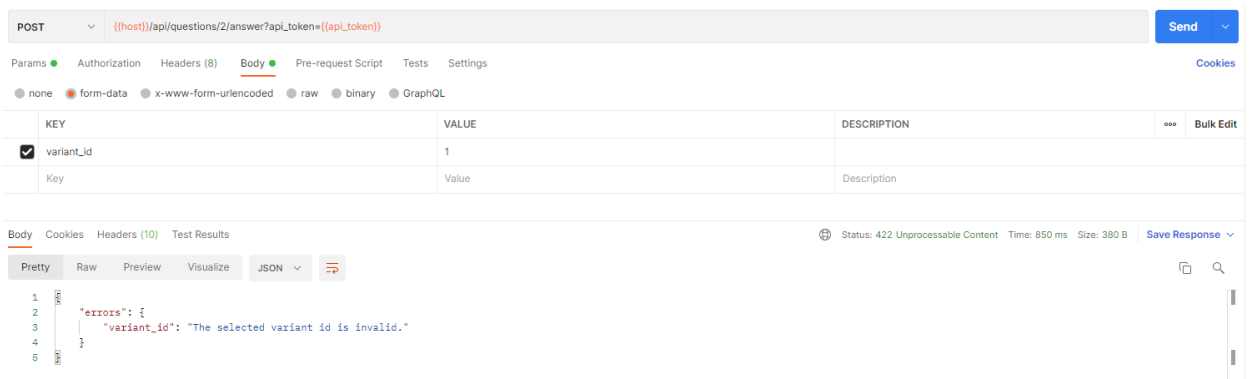 POST {{host}}/api/questions/2/answer?api_token={{api_token}} Send
Params Authorization Headers (8) Body Pre-request Script Tests Settings Cookies
none form-data x-www-form-urlencoded raw binary GraphQL
KEY VALUE DESCRIPTION ooo Bulk Edit
variant_id 1
Key Value Description
Body Cookies Headers (10) Test Results Status: 422 Unprocessable Content Time: 850 ms Size: 380 B Save Response
Pretty Raw Preview Visualize JSON
1 {
2 "errors": {
3 "variant_id": "The selected variant id is invalid."
4 }
5 }